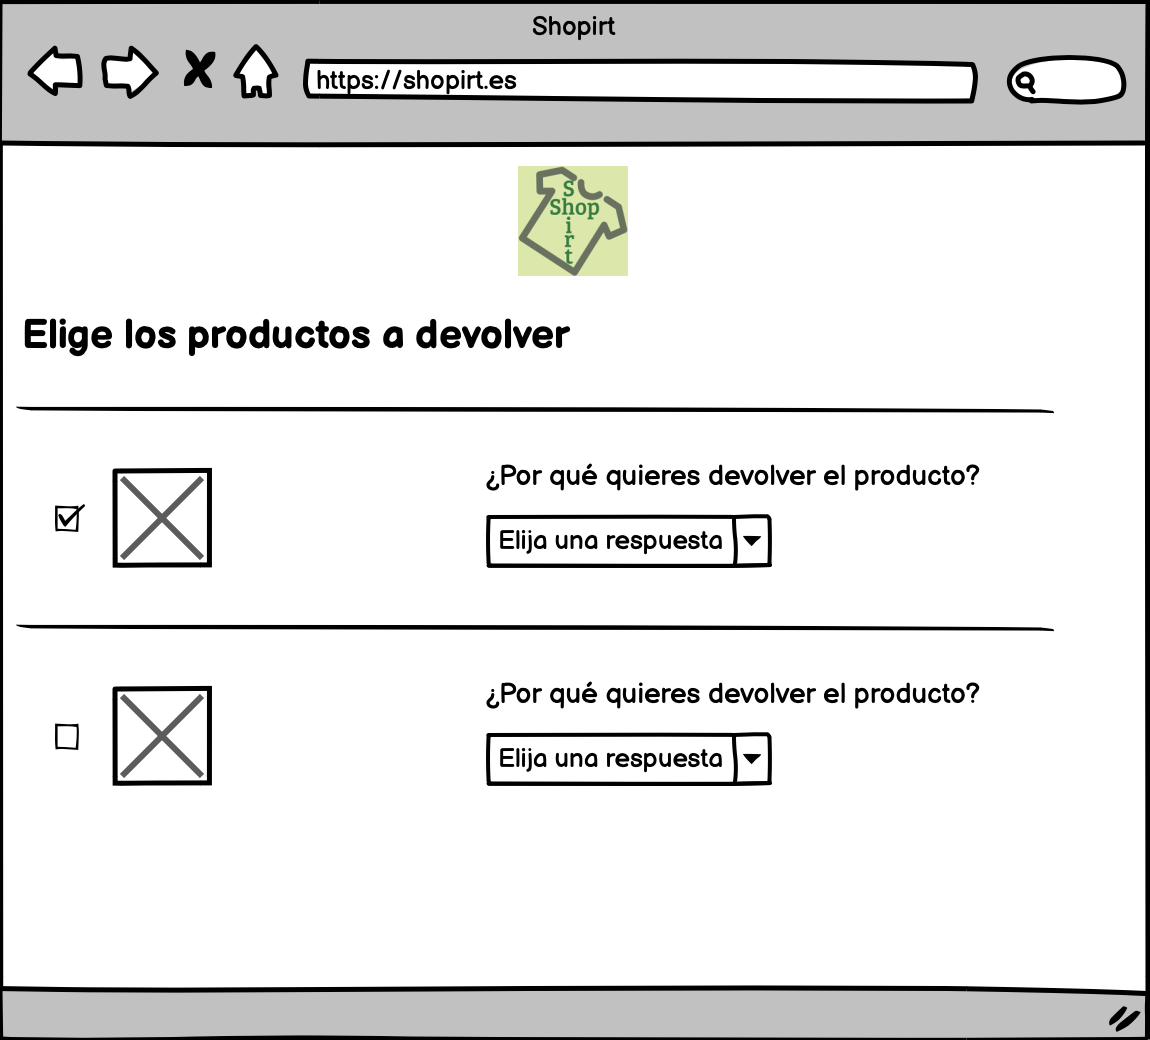 Shopirt
https://shopirt.es
S
Shop
i
r
t
Elige los productos a devolver
¿Por qué quieres devolver el producto?
Elija una respuesta
¿Por qué quieres devolver el producto?
Elija una respuesta